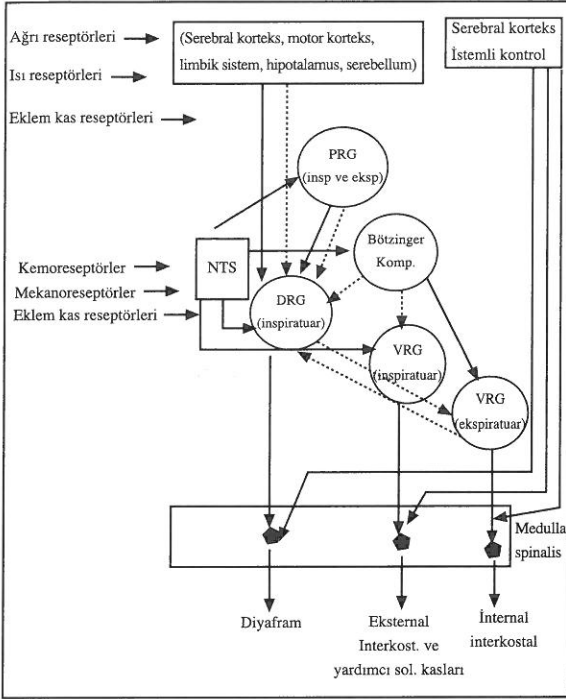 Ağrı reseptörleri
Isı reseptörleri
Eklem kas reseptörleri
(Serebral korteks, motor korteks,
limbik sistem, hipotalamus, serebellum)
Serebral korteks
İstemli kontrol
PRG
(insp ve eksp)
Bötzinger
Komp.
NTS
Kemoreseptörler
Mekanoreseptörler
Eklem kas reseptörleri
DRG
(inspiratuar)
VRG
(inspiratuar)
VRG
(ekspiratuar)
Medulla
spinalis
Diyafram
Eksternal
Interkost. ve
yardımcı sol. kasları
İnternal
interkostal